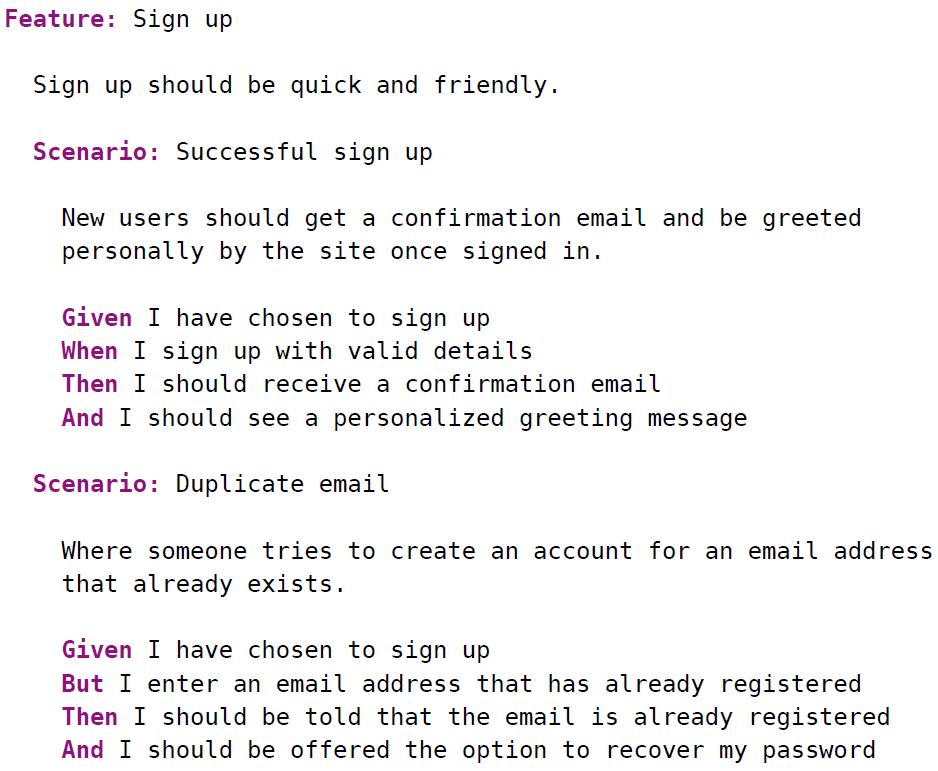 Feature: Sign up
Sign up should be quick and friendly.
Scenario: Successful sign up
New users should get a confirmation email and be greeted
personally by the site once signed in.
Given I have chosen to sign up
When I sign up with valid details
Then I should receive a confirmation email
And I should see a personalized greeting message
Scenario: Duplicate email
Where someone tries to create an account for an email address
that already exists.
Given I have chosen to sign up
But I enter an email address that has already registered
Then I should be told that the email is already registered
And I should be offered the option to recover my password